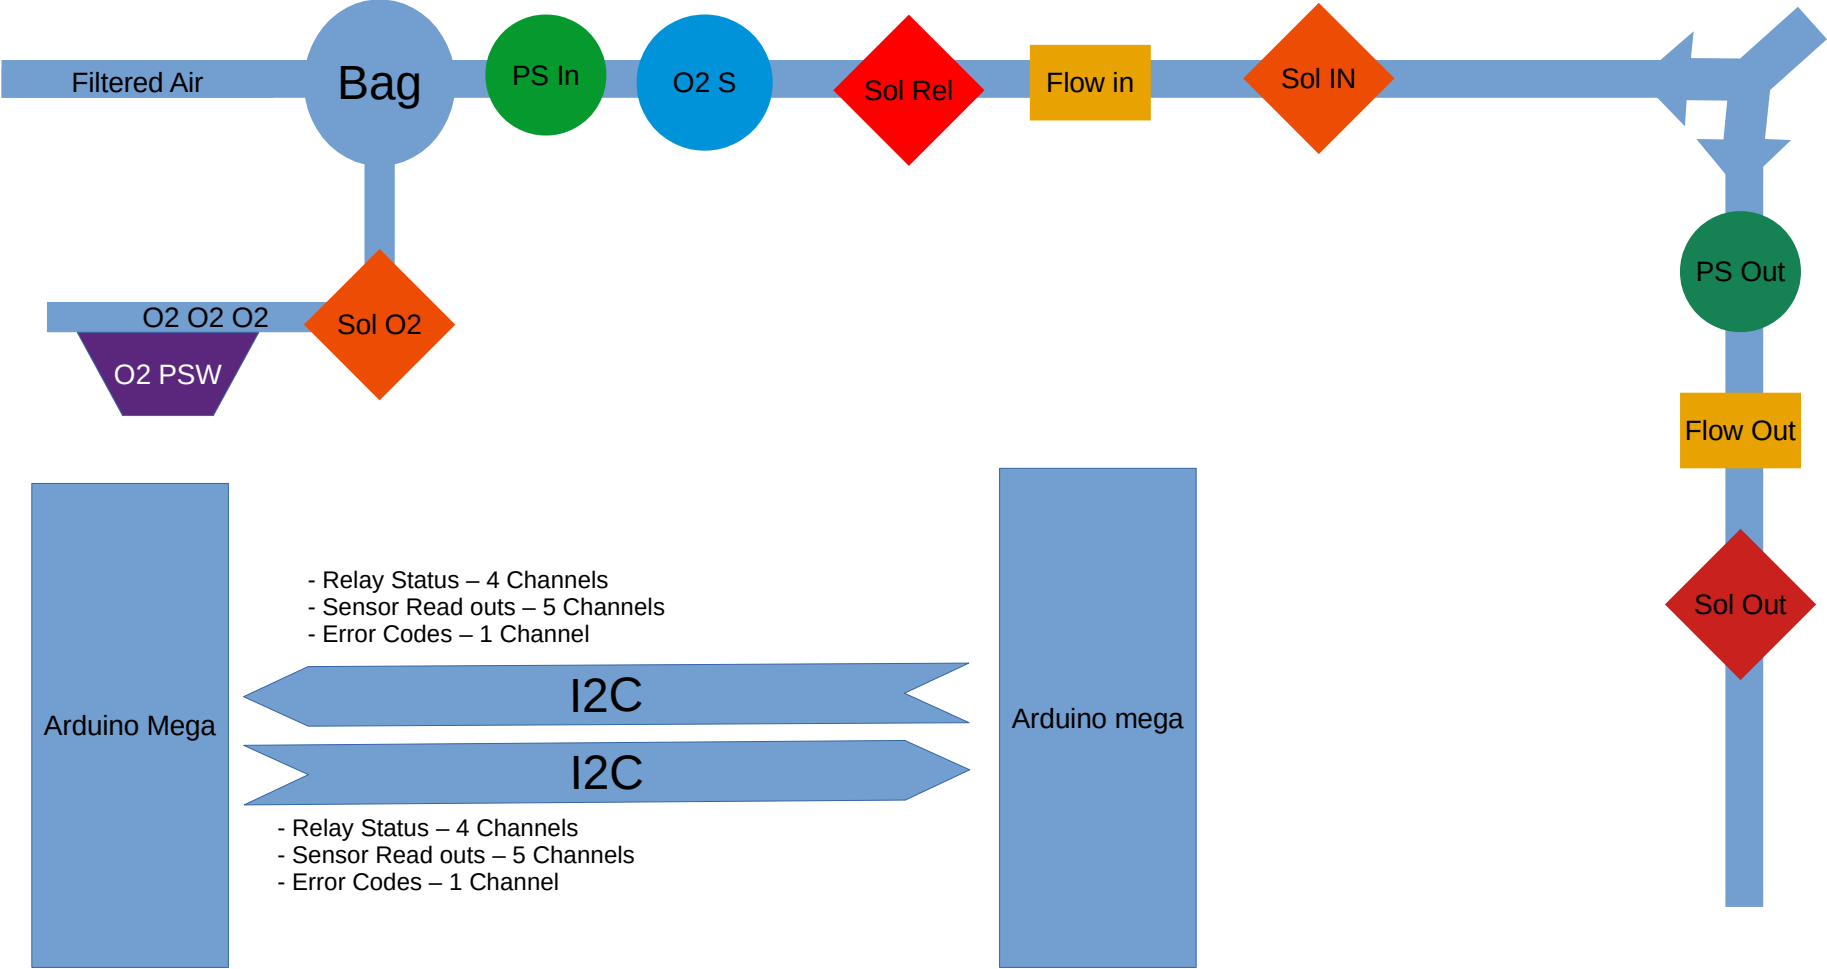 Filtered Air
Bag
PS In
O2 S
Sol Rel
Flow in
Sol IN
PS Out
O2 O2 O2
Sol O2
O2 PSW
Flow Out
Sol Out
- Relay Status – 4 Channels
- Sensor Read outs – 5 Channels
- Error Codes – 1 Channel
I2C
Arduino Mega
Arduino mega
I2C
- Relay Status – 4 Channels
- Sensor Read outs – 5 Channels
- Error Codes – 1 Channel